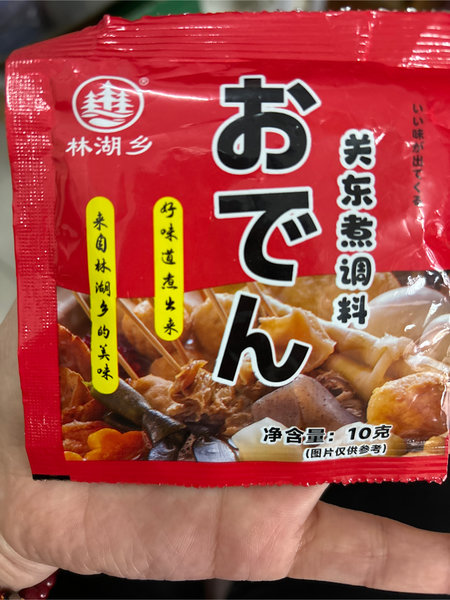 林湖乡®
おでん
いい味が出てくる
关东煮调料
好味道煮出来
来自林湖乡的美味
净含量：10克
(图片仅供参考)